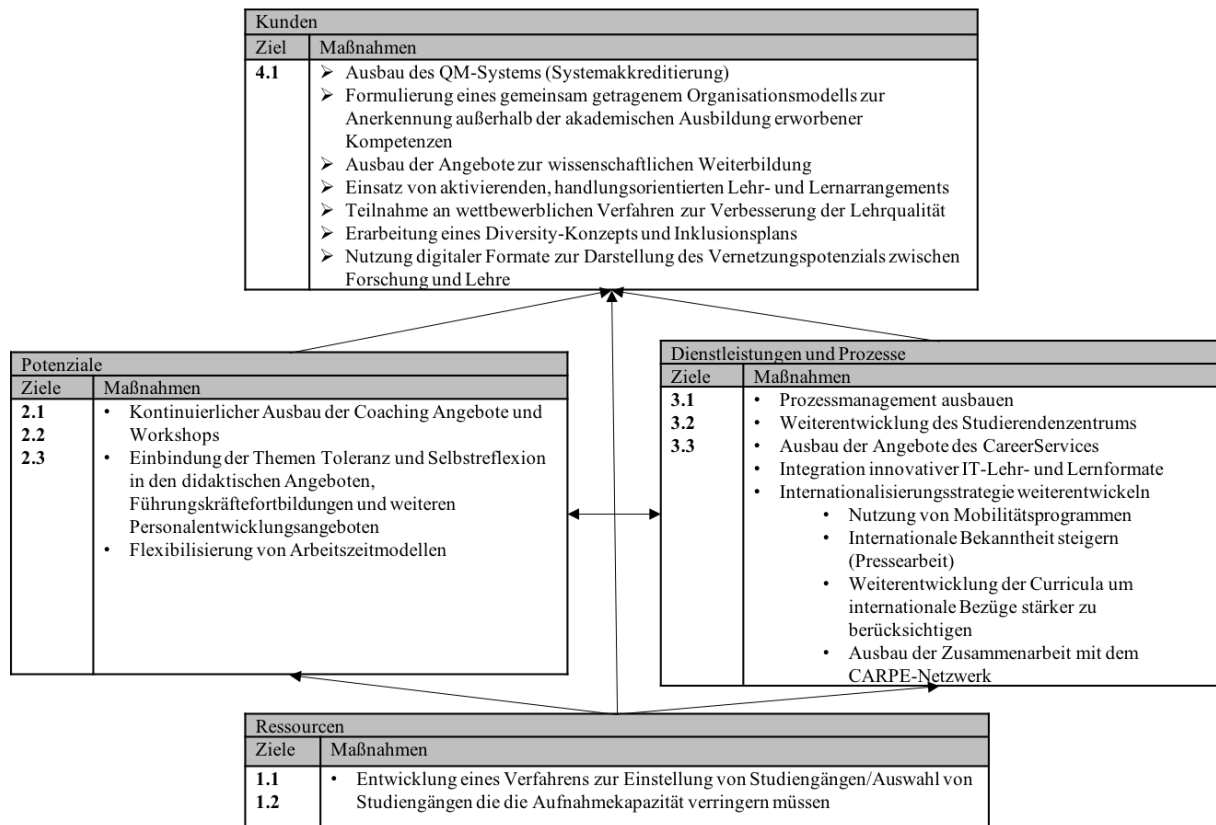 Kunden
Ziel Maßnahmen
4.1
➢ Ausbau des QM-Systems (Systemakkreditierung)
➢ Formulierung eines gemeinsam getragenem Organisationsmodells zur
Anerkennung außerhalb der akademischen Ausbildung erworbener
Kompetenzen
➢ Ausbau der Angebote zur wissenschaftlichen Weiterbildung
➢ Einsatz von aktivierenden, handlungsorientierten Lehr- und Lernarrangements
➢ Teilnahme an wettbewerblichen Verfahren zur Verbesserung der Lehrqualität
➢ Erarbeitung eines Diversity-Konzepts und Inklusionsplans
➢ Nutzung digitaler Formate zur Darstellung des Vernetzungspotenzials zwischen
Forschung und Lehre
Potenziale
Ziele Maßnahmen
2.1
2.2
2.3
• Kontinuierlicher Ausbau der Coaching Angebote und
Workshops
• Einbindung der Themen Toleranz und Selbstreflexion
in den didaktischen Angeboten,
Führungskräftefortbildungen und weiteren
Personalentwicklungsangeboten
• Flexibilisierung von Arbeitszeitmodellen
Dienstleistungen und Prozesse
Ziele Maßnahmen
3.1
3.2
3.3
• Prozessmanagement ausbauen
• Weiterentwicklung des Studierendenzentrums
• Ausbau der Angebote des CareerServices
• Integration innovativer IT-Lehr- und Lernformate
• Internationalisierungsstrategie weiterentwickeln
• Nutzung von Mobilitätsprogrammen
• Internationale Bekanntheit steigern
(Pressearbeit)
• Weiterentwicklung der Curricula um
internationale Bezüge stärker zu
berücksichtigen
• Ausbau der Zusammenarbeit mit dem
CARPE-Netzwerk
Ressourcen
Ziele Maßnahmen
1.1
1.2
• Entwicklung eines Verfahrens zur Einstellung von Studiengängen/Auswahl von
Studiengängen die die Aufnahmekapazität verringern müssen